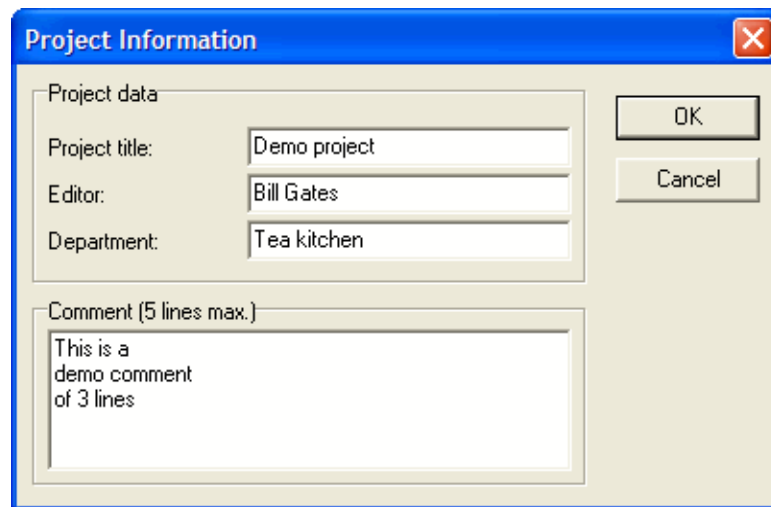 Project Information
Project data
Project title: Demo project
Editor: Bill Gates
Department: Tea kitchen
OK
Cancel
Comment (5 lines max.)
This is a
demo comment
of 3 lines